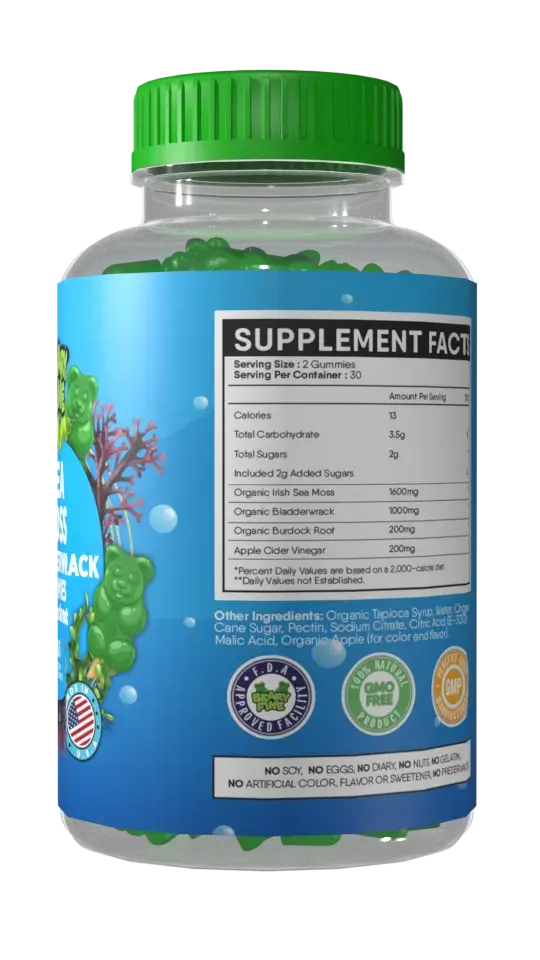 SUPPLEMENT FACTS
Serving Size : 2 Gummies
Serving Per Container : 30
Amount Per Serving
Calories 13
Total Carbohydrate 3.5g
Total Sugars 2g
Included 2g Added Sugars
Organic Irish Sea Moss 1600mg
Organic Bladderwrack 1000mg
Organic Burdock Root 200mg
Apple Cider Vinegar 200mg
*Percent Daily Values are based on a 2,000-calorie diet
**Daily Values not Established.
Other Ingredients: Organic Tapioca Syrup, Water,
Cane Sugar, Pectin, Sodium Citrate, Citric Acid (E-330)
Malic Acid, Organic Apple (for color and flavor).
F.D.A
BEARY FINE
APPROVED FACILITY
100% NATURAL
GMO
FREE
PRODUCT
GMP
NO SOY, NO EGGS, NO DIARY, NO NUTS, NO GELATIN,
NO ARTIFICIAL COLOR, FLAVOR OR SWEETENER, NO
MADE IN
U.S.A